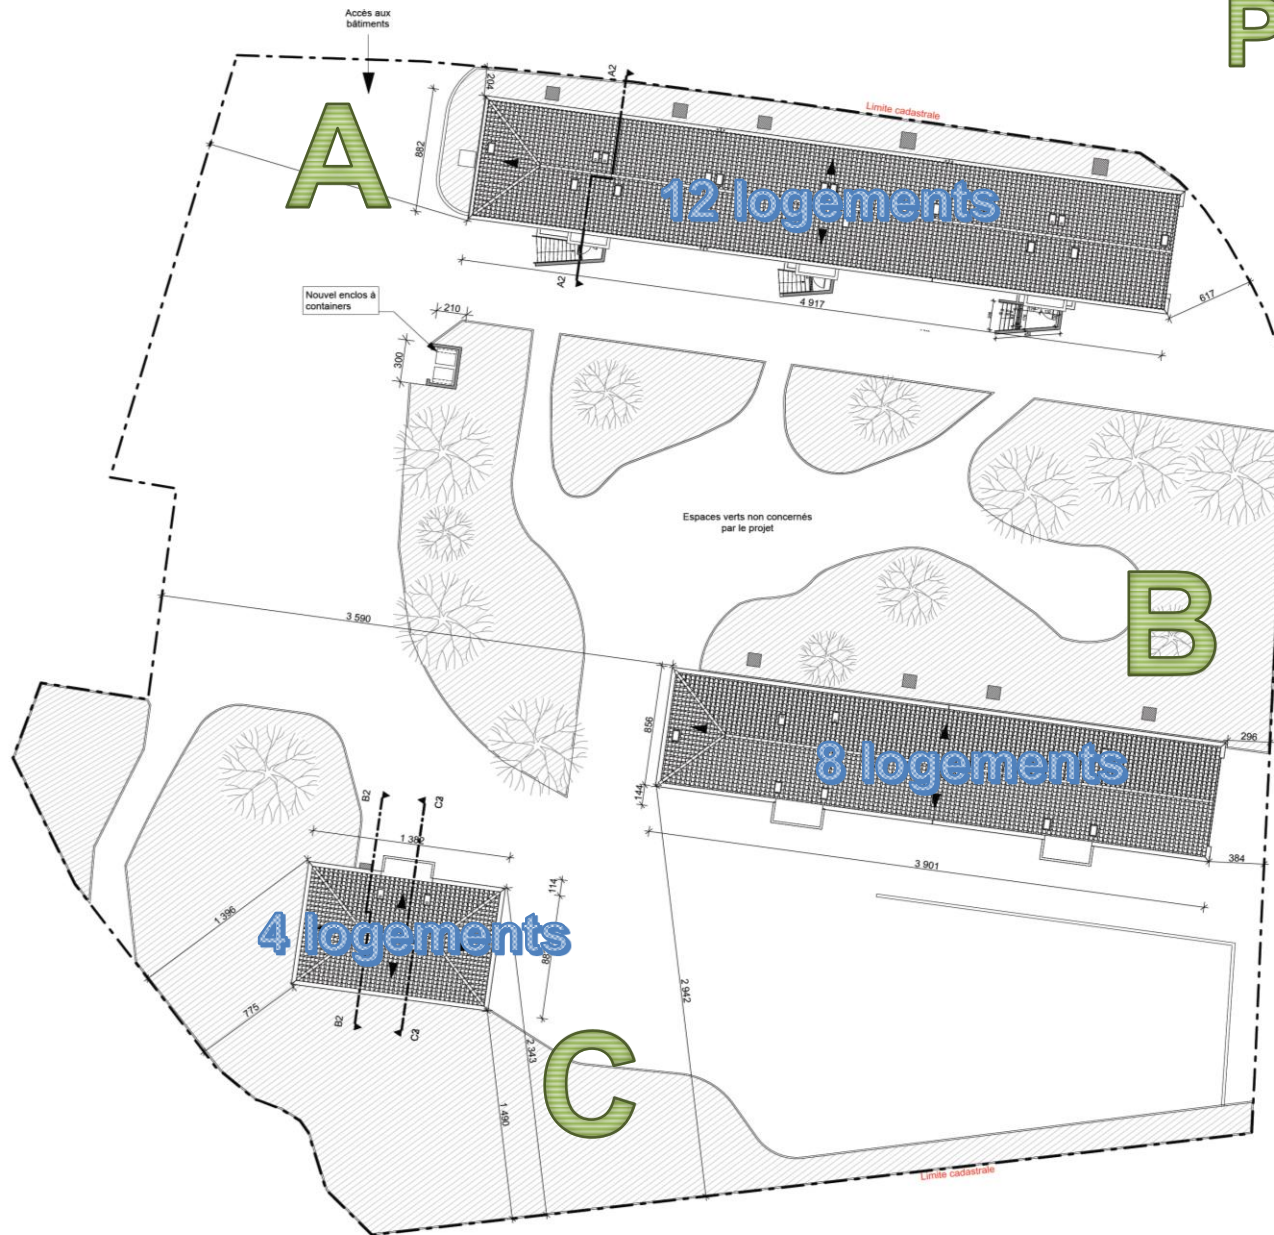 P
Accès aux
bâtiments
A2
204
Limite cadastrale
A
882
12 logements
A2
Nouvel enclos à
containers
210
4 917
617
300
Espaces verts non concernés
par le projet
B
3 590
856
296
8 logements
144
B2
C2
1 382
3 901
384
114
1 396
4 logements
88
2 942
775
B2
C2
C
2 343
1 490
Limite cadastrale